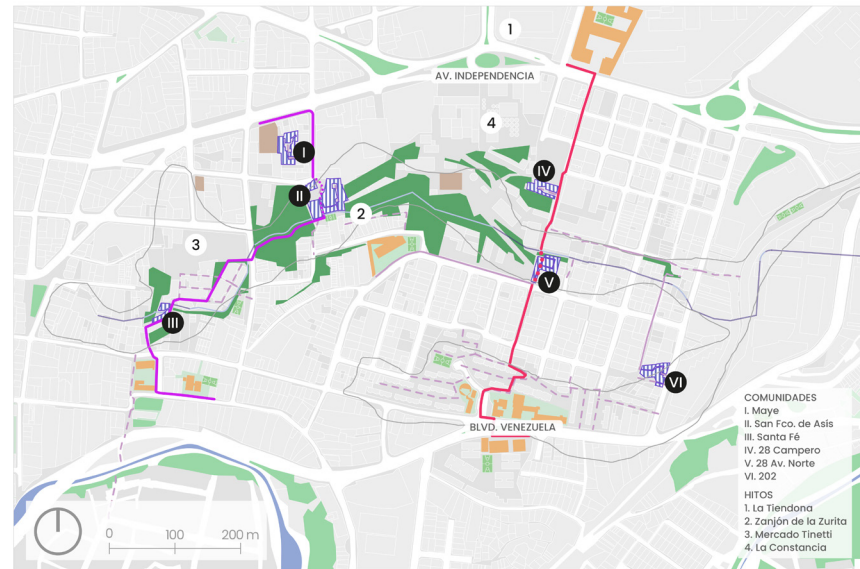 1
AV. INDEPENDENCIA
4
I
IV
II
2
3
V
III
VI
BLVD. VENEZUELA
COMUNIDADES
I. Maye
II. San Fco. de Asís
III. Santa Fé
IV. 28 Campero
V. 28 Av. Norte
VI. 202
HITOS
1. La Tiendona
2. Zanjón de la Zurita
3. Mercado Tinetti
4. La Constancia
0 100 200 m